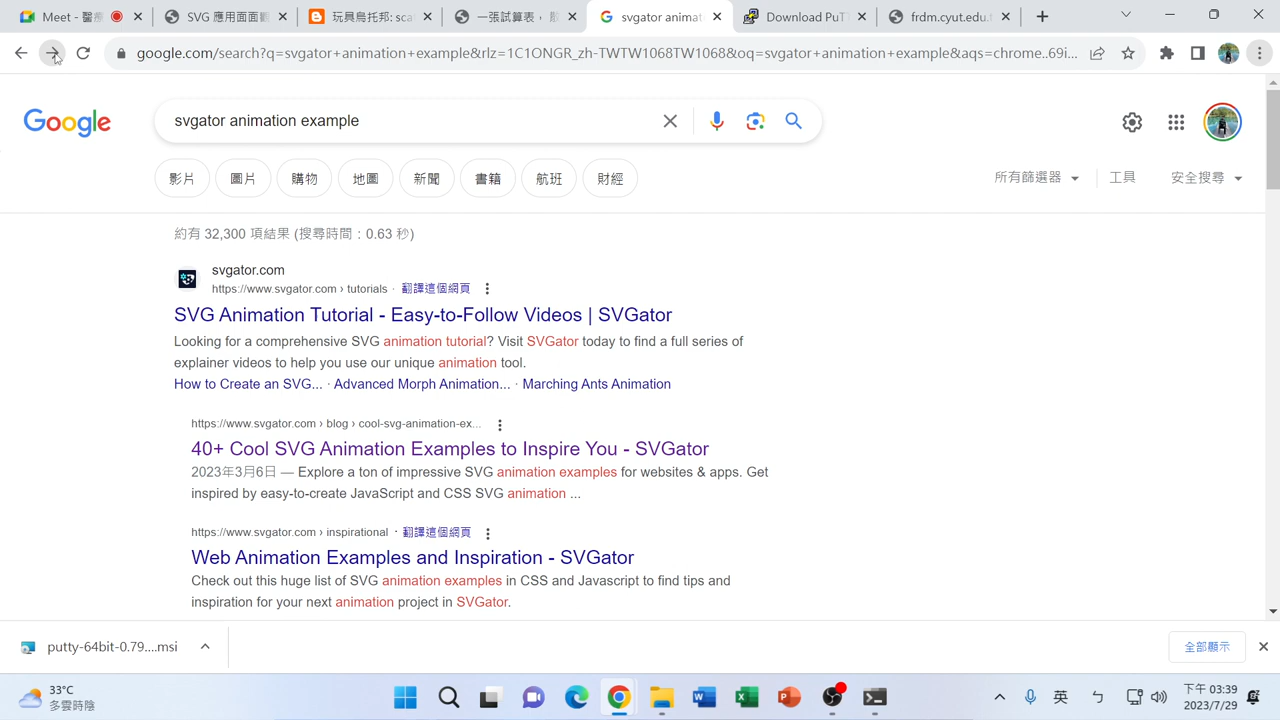 Meet - 醫療
SVG 應用面面觀
玩具烏托邦: sca
一張試算表，
svgator animat
Download PuTT
frdm.cyut.edu.t
google.com/search?q=svgator+animation+example&rlz=1C1ONGR_zh-TWTW1068TW1068&oq=svgator+animation+example&aqs=chrome..69i...
Google
svgator animation example
影片
圖片
購物
地圖
新聞
書籍
航班
財經
所有篩選器
工具
安全搜尋
約有 32,300 項結果 (搜尋時間：0.63 秒)
svgator.com
https://www.svgator.com › tutorials · 翻譯這個網頁
SVG Animation Tutorial - Easy-to-Follow Videos | SVGator
Looking for a comprehensive SVG animation tutorial? Visit SVGator today to find a full series of
explainer videos to help you use our unique animation tool.
How to Create an SVG... · Advanced Morph Animation... · Marching Ants Animation
https://www.svgator.com › blog › cool-svg-animation-ex...
40+ Cool SVG Animation Examples to Inspire You - SVGator
2023年3月6日 — Explore a ton of impressive SVG animation examples for websites & apps. Get
inspired by easy-to-create JavaScript and CSS SVG animation ...
https://www.svgator.com › inspirational · 翻譯這個網頁
Web Animation Examples and Inspiration - SVGator
Check out this huge list of SVG animation examples in CSS and Javascript to find tips and
inspiration for your next animation project in SVGator.
putty-64bit-0.79....msi
全部顯示
33°C
多雲時陰
英
下午 03:39
2023/7/29